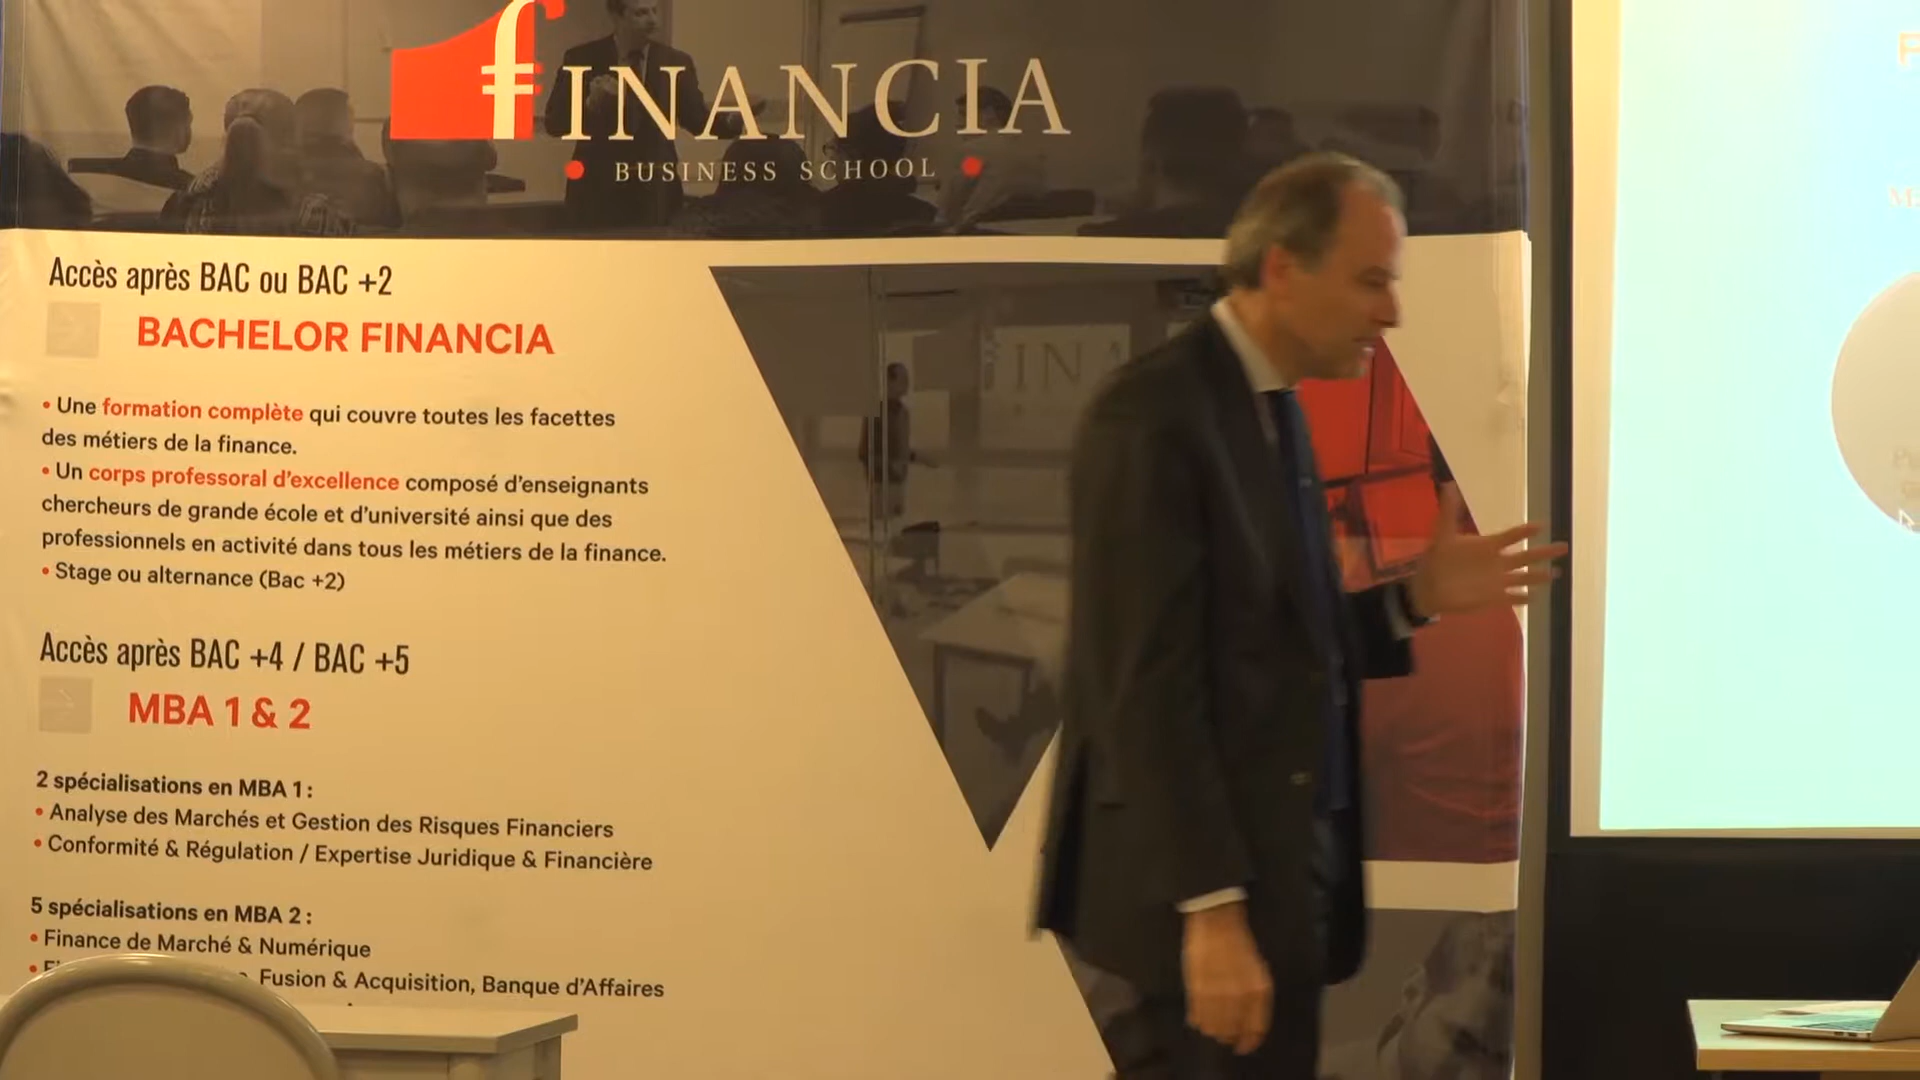 FINANCIA
BUSINESS SCHOOL
Accès après BAC ou BAC +2
BACHELOR FINANCIA
• Une formation complète qui couvre toutes les facettes
des métiers de la finance.
• Un corps professoral d'excellence composé d'enseignants
chercheurs de grande école et d'université ainsi que des
professionnels en activité dans tous les métiers de la finance.
• Stage ou alternance (Bac +2)
Accès après BAC +4 / BAC +5
MBA 1 & 2
2 spécialisations en MBA 1 :
• Analyse des Marchés et Gestion des Risques Financiers
• Conformité & Régulation / Expertise Juridique & Financière
5 spécialisations en MBA 2 :
• Finance de Marché & Numérique
• Fusion & Acquisition, Banque d'Affaires